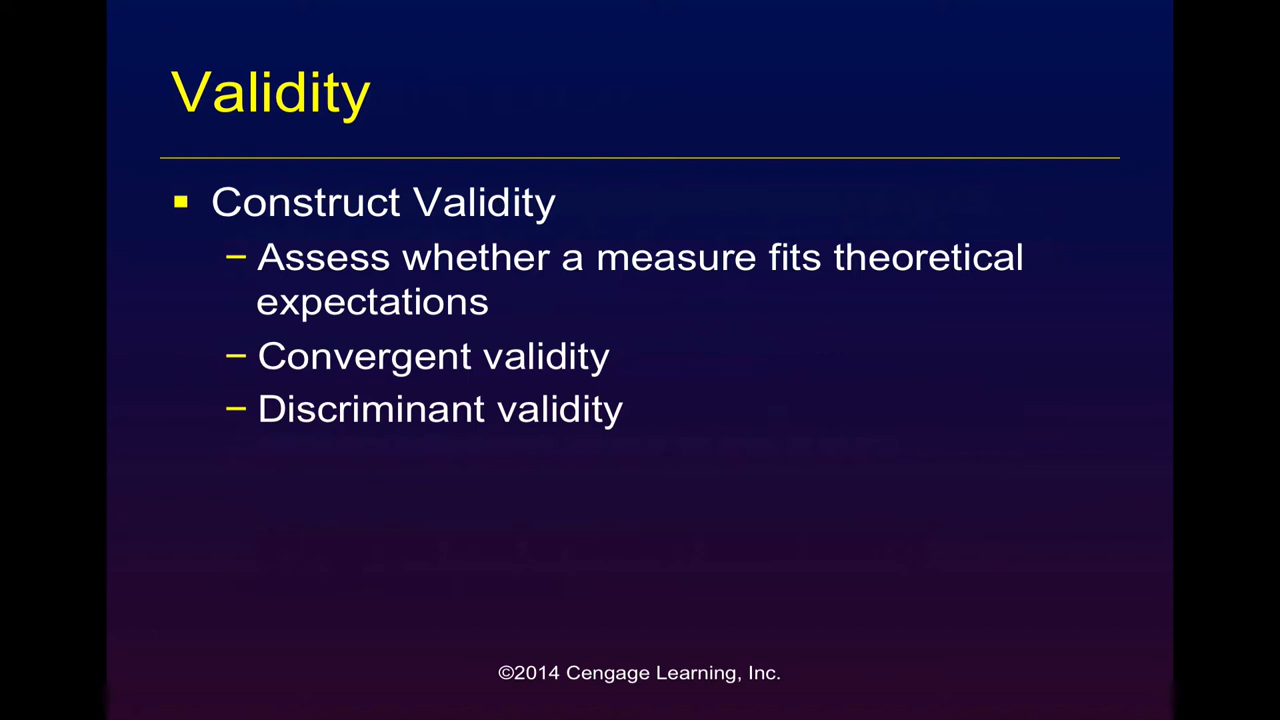 Validity
▪ Construct Validity
– Assess whether a measure fits theoretical
expectations
– Convergent validity
– Discriminant validity
©2014 Cengage Learning, Inc.